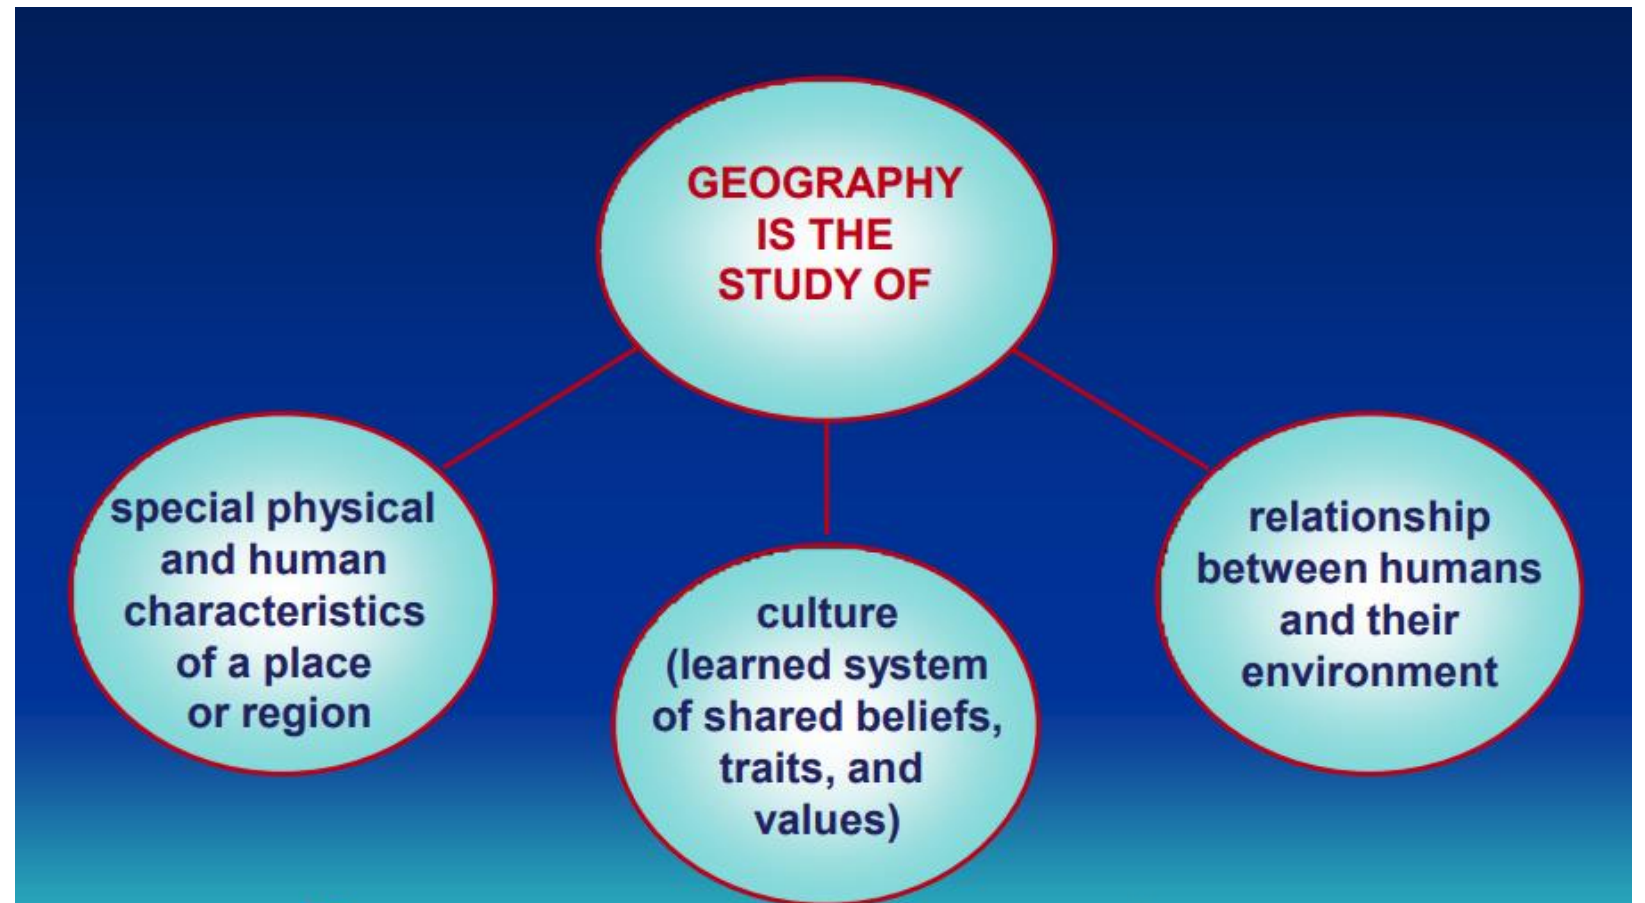 GEOGRAPHY
IS THE
STUDY OF
special physical
and human
characteristics
of a place
or region
culture
(learned system
of shared beliefs,
traits, and
values)
relationship
between humans
and their
environment